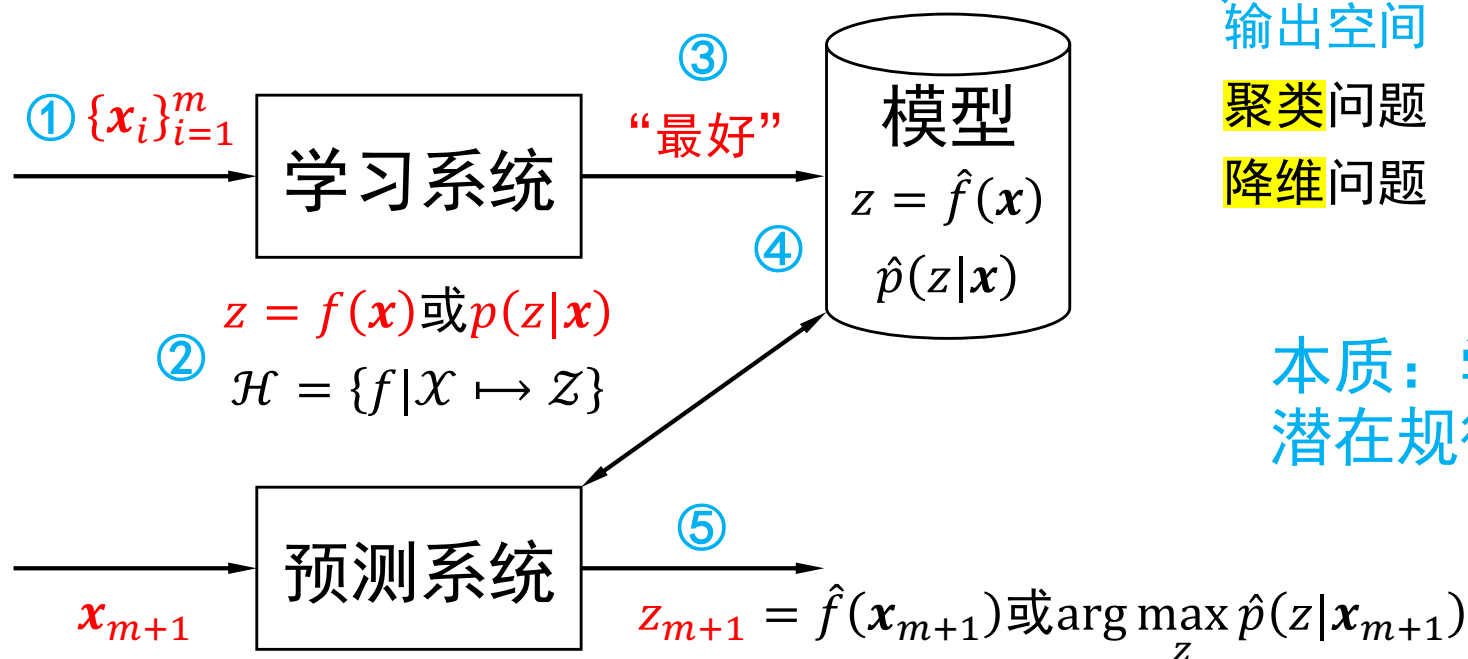 ① {𝒙ᵢ}ᵢ₌₁ᵐ
学习系统
③
“最好”
模型
z = f̂(𝒙)
p̂(z|𝒙)
④
z = f(𝒙)或p(z|𝒙)
②
ℋ = {f|𝒳 ⟼ 𝒵}
输出空间
聚类问题
降维问题
本质：
潜在规
预测系统
⑤
𝒙ₘ₊₁
zₘ₊₁ = f̂(𝒙ₘ₊₁)或arg max_z p̂(z|𝒙ₘ₊₁)